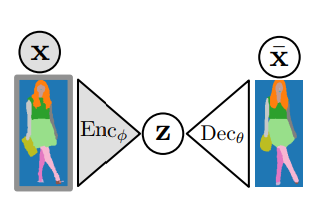 x
x̄
Enc_ϕ
z
Dec_θ